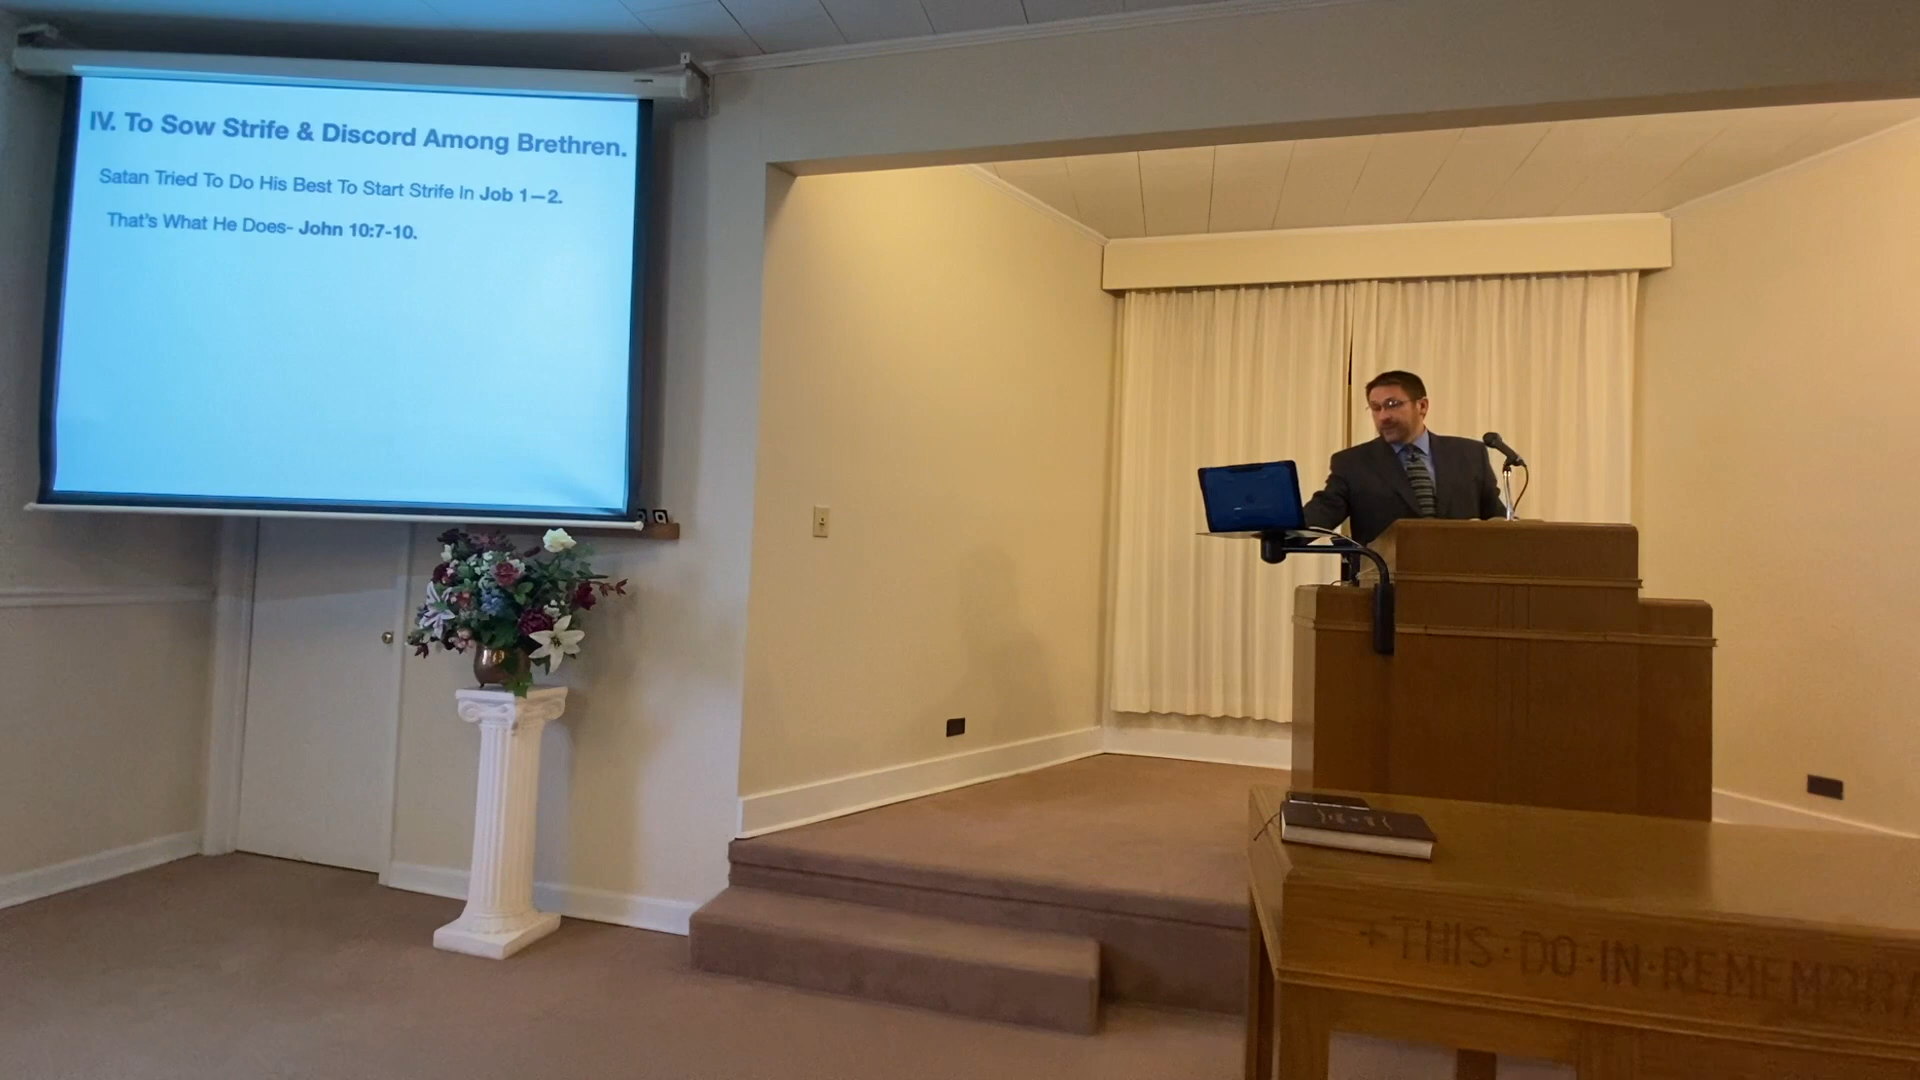 IV. To Sow Strife & Discord Among Brethren.
Satan Tried To Do His Best To Start Strife In Job 1—2.
That's What He Does- John 10:7-10.
+THIS·DO·IN·REMEMBRA